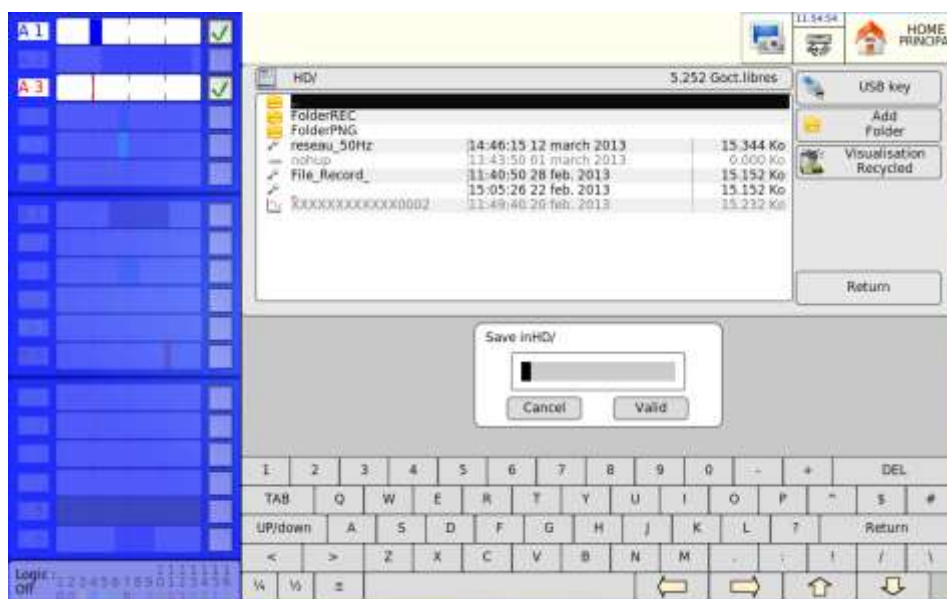 A 1
11:54:54
HOME
PRINCIPA
A 3
HD/ 5.252 Goct.libres
USB key
FolderREC
FolderPNG
Add
Folder
reseau_50Hz 14:46:15 12 march 2013 15.344 Ko
nohup 13:43:50 01 march 2013 0.000 Ko
Visualisation
Recycled
File_Record_ 11:40:50 28 feb. 2013 15.152 Ko
15:05:26 22 feb. 2013 15.152 Ko
11:49:40 20 feb. 2013 15.232 Ko
Return
Save inHD/
Cancel Valid
1 2 3 4 5 6 7 8 9 0 - + DEL
TAB Q W E R T Y U I O P ^ $ #
UP/down A S D F G H J K L ? Return
< > Z X C V B N M . : ! / \
Logic :
Off
¼ ½ ±